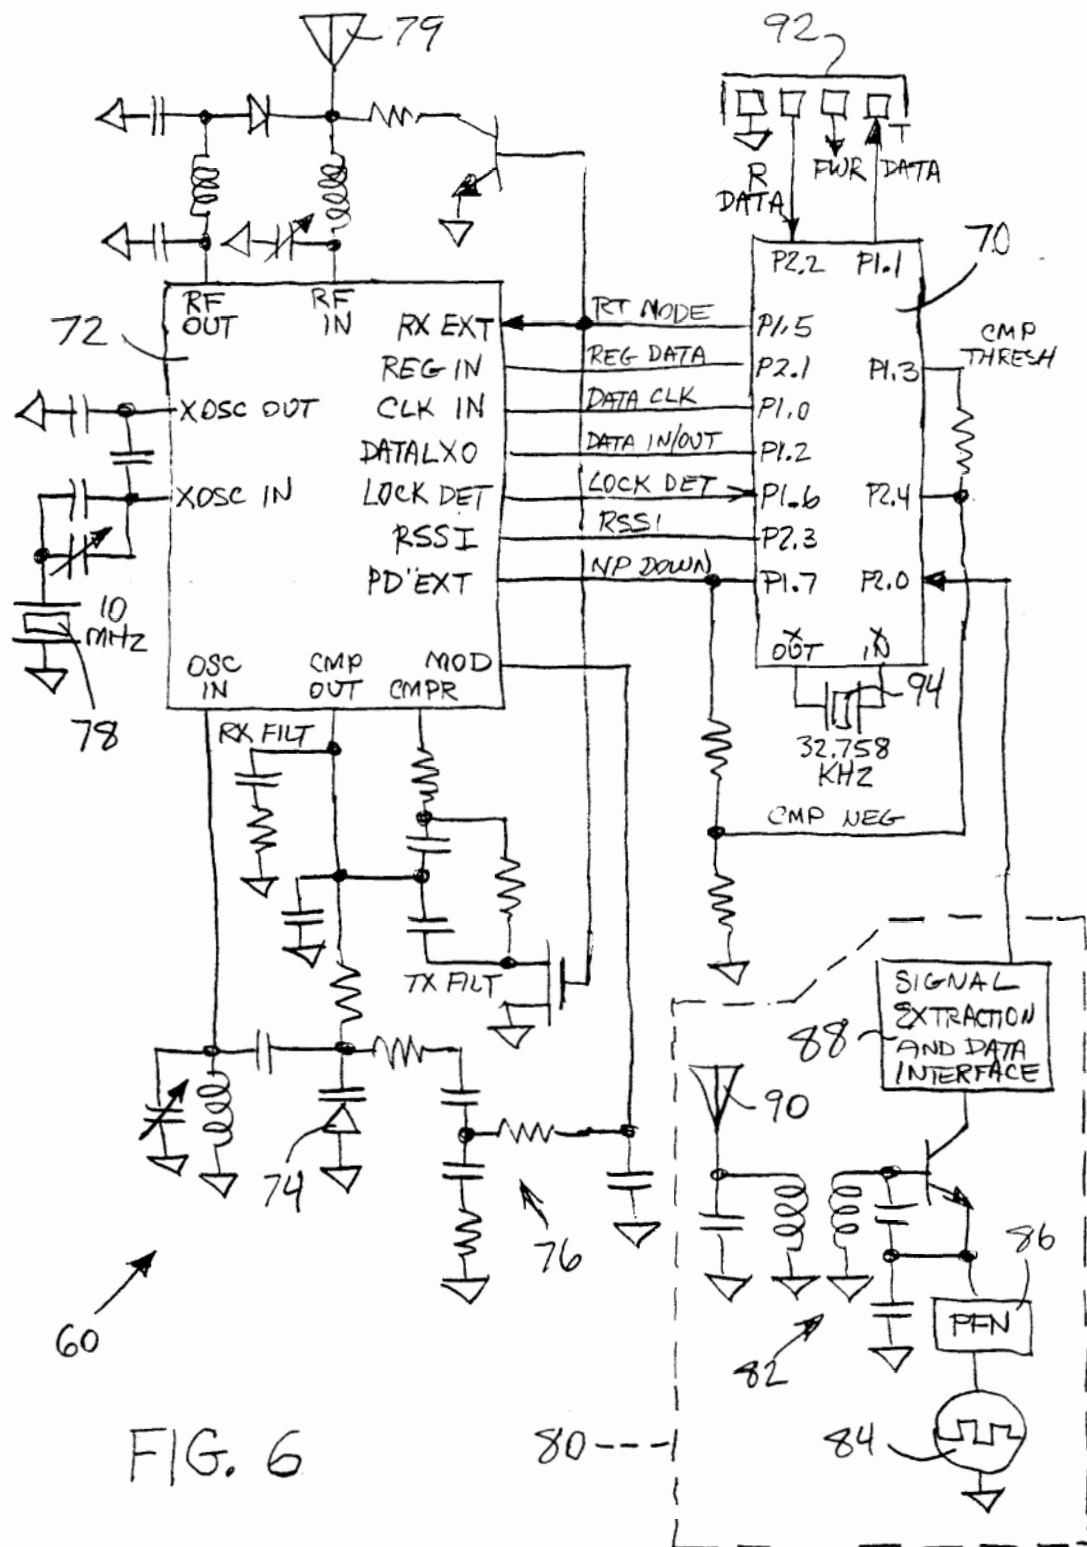 79
92
R
DATA
PWR
T
DATA
P2.2
P1.1
70
RF
OUT
RF
IN
72
RX EXT
RT MODE
P1.5
CMP
THRESH
REG IN
REG DATA
P2.1
P1.3
XOSC OUT
CLK IN
DATA CLK
P1.0
DATALXO
DATA IN/OUT
P1.2
XOSC IN
LOCK DET
LOCK DET
P1.6
P2.4
RSSI
RSSI
P2.3
PD"EXT
NP DOWN
P1.7
P2.0
10
MHZ
X
OUT
X
IN
OSC
IN
CMP
OUT
MOD
CMPR
94
78
RX FILT
32.758
KHZ
CMP NEG
TX FILT
SIGNAL
EXTRACTION
AND DATA
INTERFACE
88
90
74
76
86
PFN
60
82
84
80
FIG. 6